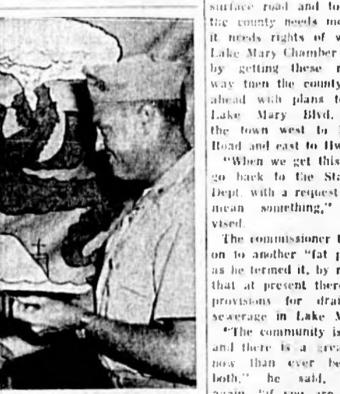 surface road and to
the county needs mo
it needs rights of w
Lake Mary Chamber
by getting these r
way then the county
ahead with plans t
Lake Mary Blvd.
the town west to
Road and east to Hw
"When we get this
go back to the Sta
Dept. with a request
mean something,"
vised.
The commissioner t
on to another "fat p
as he termed it, by r
that at present there
provisions for drai
sewerage in Lake M
"The community is
and there is a grea
now than ever be
both," he said,
again "if you are